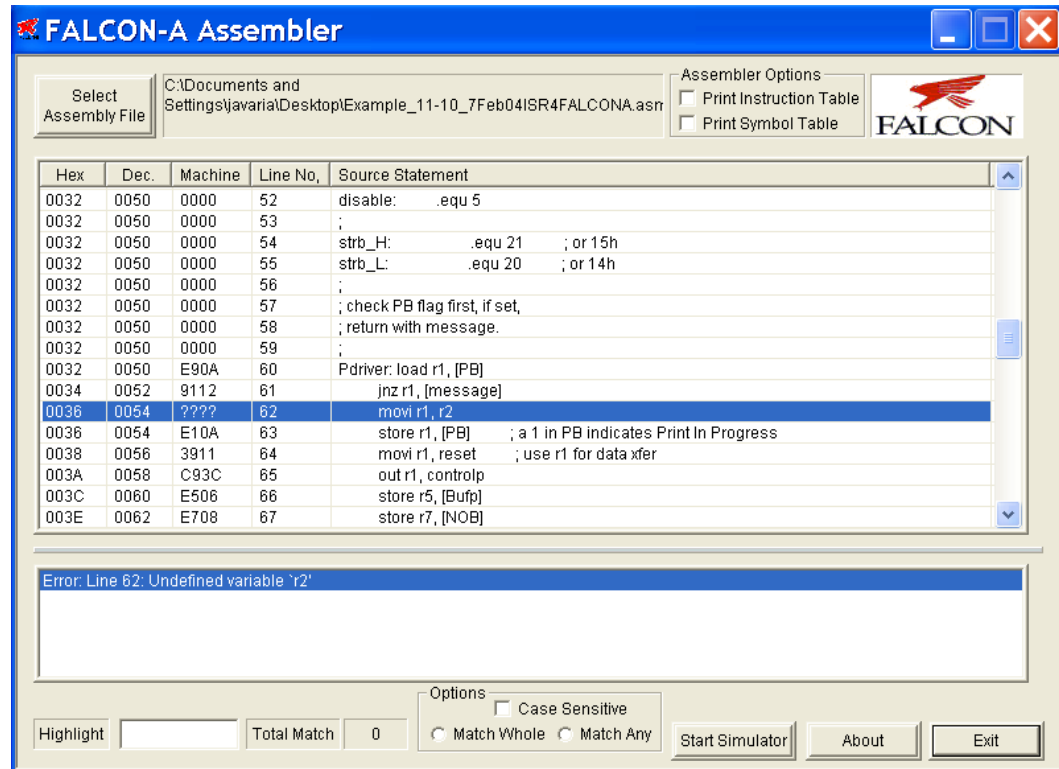 FALCON-A Assembler
Select
Assembly File
C:\Documents and
Settings\javaria\Desktop\Example_11-10_7Feb04ISR4FALCONA.asm
Assembler Options
Print Instruction Table
Print Symbol Table
FALCON
Hex Dec. Machine Line No, Source Statement
0032 0050 0000 52 disable: .equ 5
0032 0050 0000 53 ;
0032 0050 0000 54 strb_H: .equ 21 ; or 15h
0032 0050 0000 55 strb_L: .equ 20 ; or 14h
0032 0050 0000 56 ;
0032 0050 0000 57 ; check PB flag first, if set,
0032 0050 0000 58 ; return with message.
0032 0050 0000 59 ;
0032 0050 E90A 60 Pdriver: load r1, [PB]
0034 0052 9112 61 jnz r1, [message]
0036 0054 ???? 62 movi r1, r2
0036 0054 E10A 63 store r1, [PB] ; a 1 in PB indicates Print In Progress
0038 0056 3911 64 movi r1, reset ; use r1 for data xfer
003A 0058 C93C 65 out r1, controlp
003C 0060 E506 66 store r5, [Bufp]
003E 0062 E708 67 store r7, [NOB]
Error: Line 62: Undefined variable `r2'
Options
Case Sensitive
Highlight Total Match 0 Match Whole Match Any Start Simulator About Exit